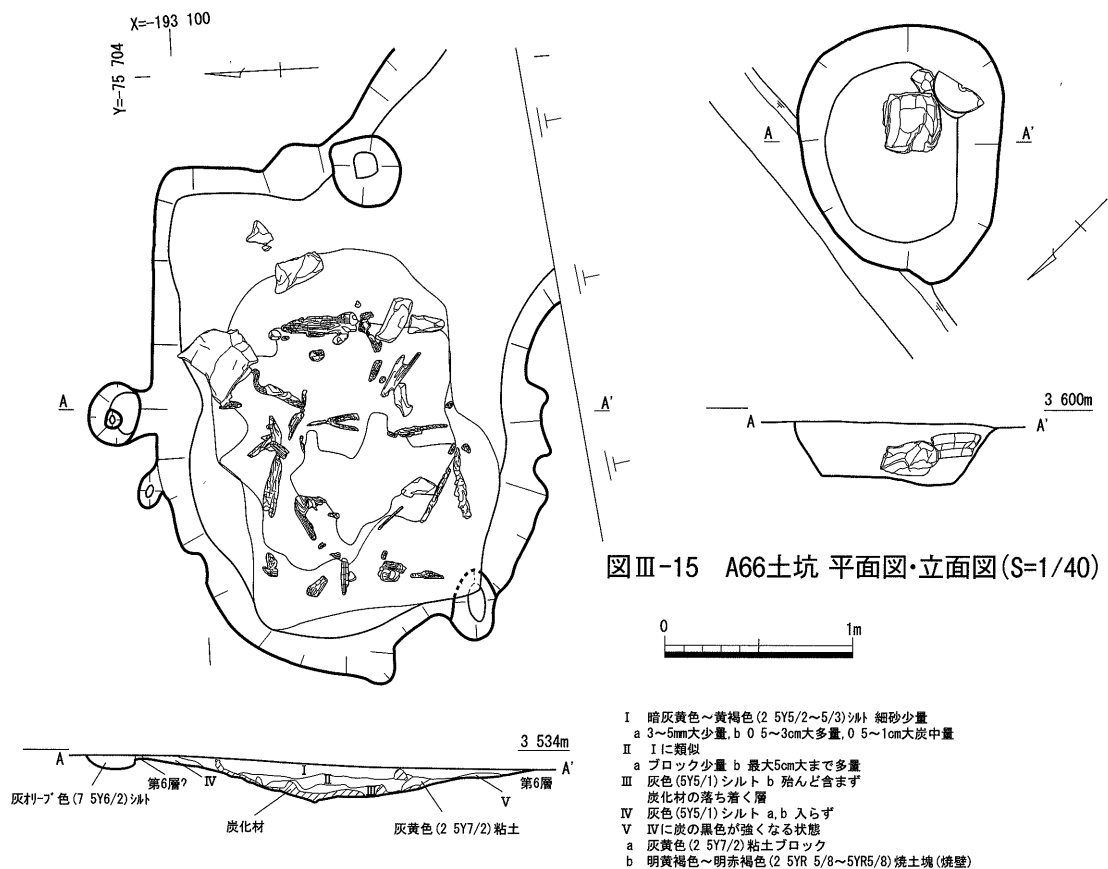 X=-193 100
Y=-75 704
A
A'
A
A'
3 600m
A
A'
図Ⅲ-15 A66土坑 平面図・立面図(S=1/40)
0
1m
3 534m
A
A'
Ⅰ
Ⅱ
Ⅲ
Ⅳ
Ⅴ
第6層?
第6層
灰ｵﾘｰﾌﾞ色(7 5Y6/2)ｼﾙﾄ
炭化材
灰黄色(2 5Y7/2)粘土
Ⅰ 暗灰黄色～黄褐色(2 5Y5/2～5/3)ｼﾙﾄ 細砂少量
a 3～5mm大少量,b 0 5～3cm大多量,0 5～1cm大炭中量
Ⅱ Ⅰに類似
a ブロック少量 b 最大5cm大まで多量
Ⅲ 灰色(5Y5/1)シルト b 殆んど含まず
炭化材の落ち着く層
Ⅳ 灰色(5Y5/1)シルト a,b 入らず
Ⅴ Ⅳに炭の黒色が強くなる状態
a 灰黄色(2 5Y7/2)粘土ブロック
b 明黄褐色～明赤褐色(2 5YR 5/8～5YR5/8)焼土塊(焼壁)